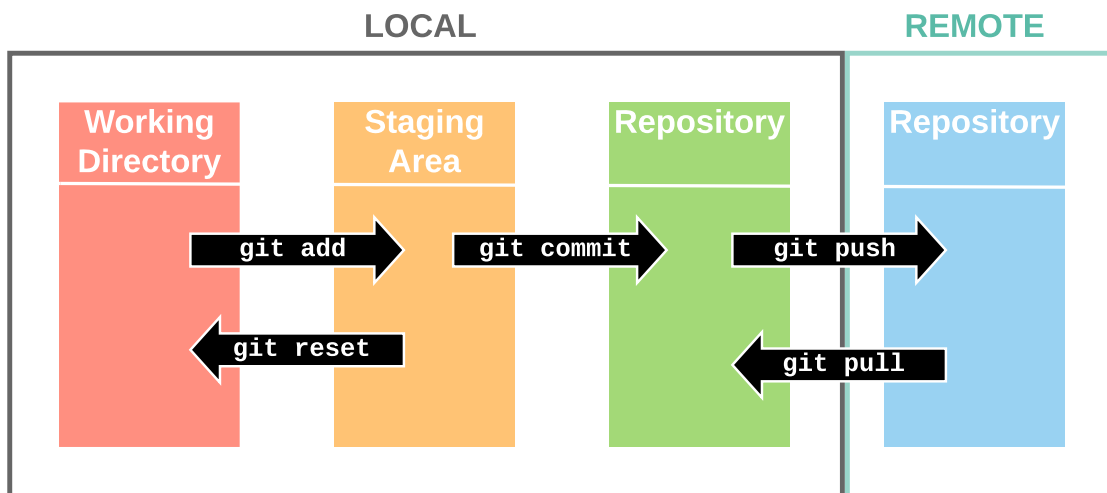 LOCAL
REMOTE
Working
Directory
Staging
Area
Repository
Repository
git add
git commit
git push
git reset
git pull